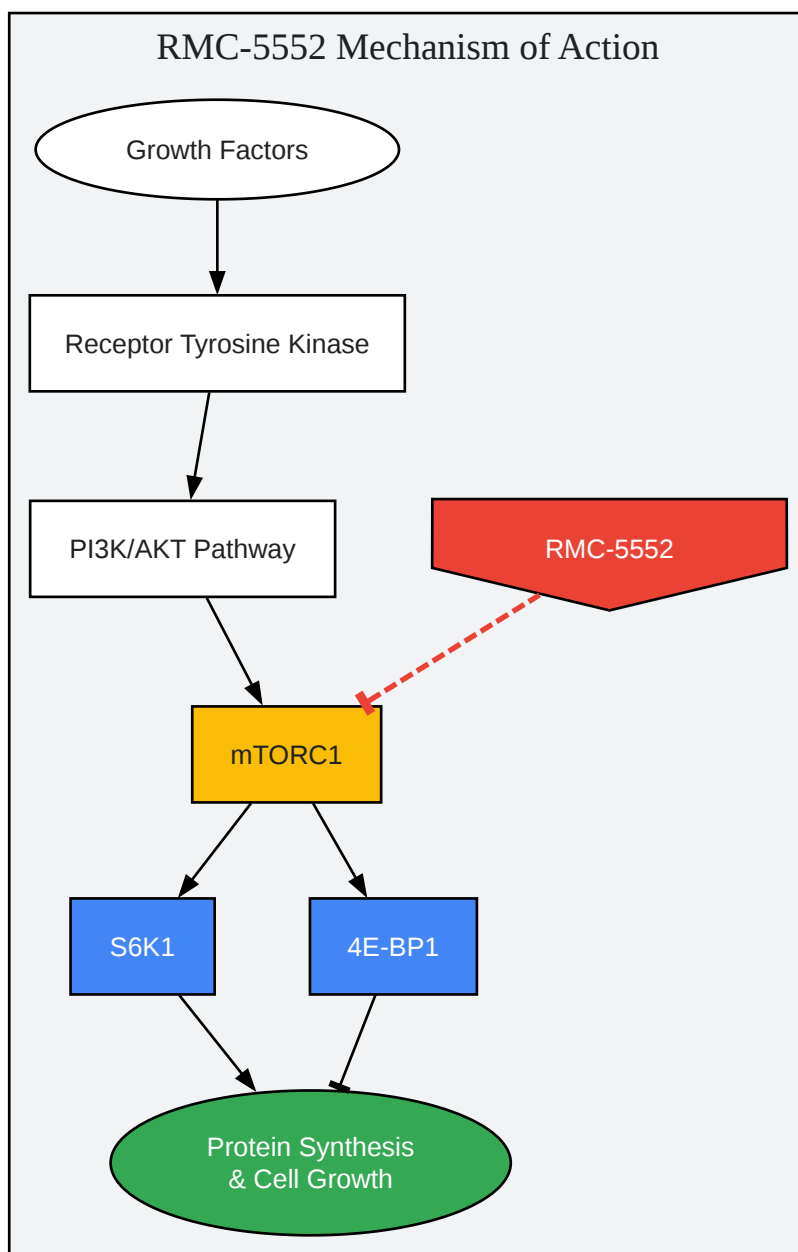 RMC-5552 Mechanism of Action
Growth Factors
Receptor Tyrosine Kinase
PI3K/AKT Pathway
RMC-5552
mTORC1
S6K1
4E-BP1
Protein Synthesis
& Cell Growth